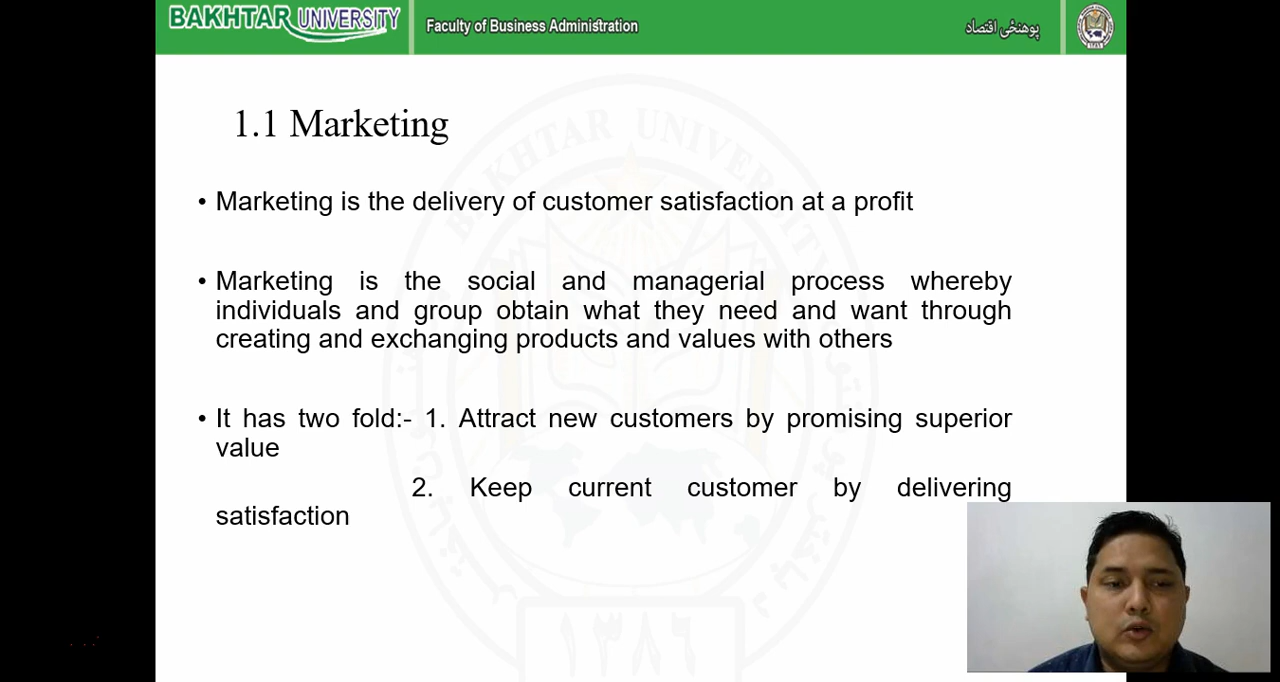 BAKHTAR UNIVERSITY
Faculty of Business Administration
پوهنځی اقتصاد
1.1 Marketing
• Marketing is the delivery of customer satisfaction at a profit
• Marketing is the social and managerial process whereby
individuals and group obtain what they need and want through
creating and exchanging products and values with others
• It has two fold:- 1. Attract new customers by promising superior
value
2. Keep current customer by delivering
satisfaction
BAKHTAR UNIVERSITY
١٣٨٦